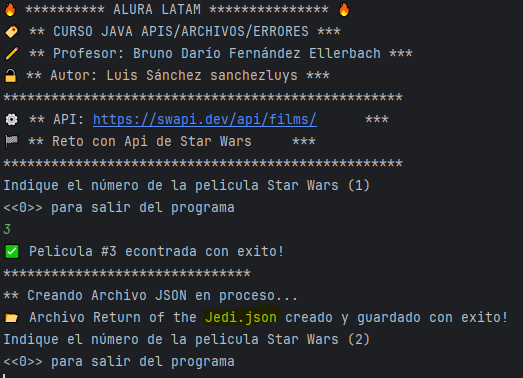 🔥 ********** ALURA LATAM *************** 🔥
🏷️ ** CURSO JAVA APIS/ARCHIVOS/ERRORES ***
✏️ ** Profesor: Bruno Darío Fernández Ellerbach ***
🔒 ** Autor: Luis Sánchez sanchezluys ***
**************************************************
⚙️ ** API: https://swapi.dev/api/films/      ***
🏁 ** Reto con Api de Star Wars     ***
**************************************************
Indique el número de la pelicula Star Wars (1)
<<0>> para salir del programa
3
✅ Pelicula #3 econtrada con exito!
*******************************
** Creando Archivo JSON en proceso...
📂 Archivo Return of the Jedi.json creado y guardado con exito!
Indique el número de la pelicula Star Wars (2)
<<0>> para salir del programa